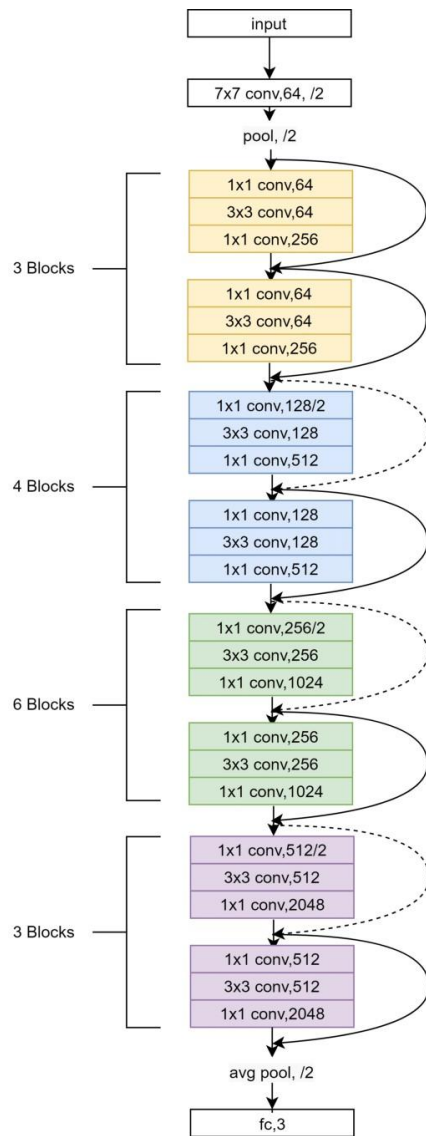 input
7x7 conv,64, /2
pool, /2
1x1 conv,64
3x3 conv,64
1x1 conv,256
3 Blocks
1x1 conv,64
3x3 conv,64
1x1 conv,256
1x1 conv,128/2
3x3 conv,128
1x1 conv,512
4 Blocks
1x1 conv,128
3x3 conv,128
1x1 conv,512
1x1 conv,256/2
3x3 conv,256
1x1 conv,1024
6 Blocks
1x1 conv,256
3x3 conv,256
1x1 conv,1024
1x1 conv,512/2
3x3 conv,512
1x1 conv,2048
3 Blocks
1x1 conv,512
3x3 conv,512
1x1 conv,2048
avg pool, /2
fc,3